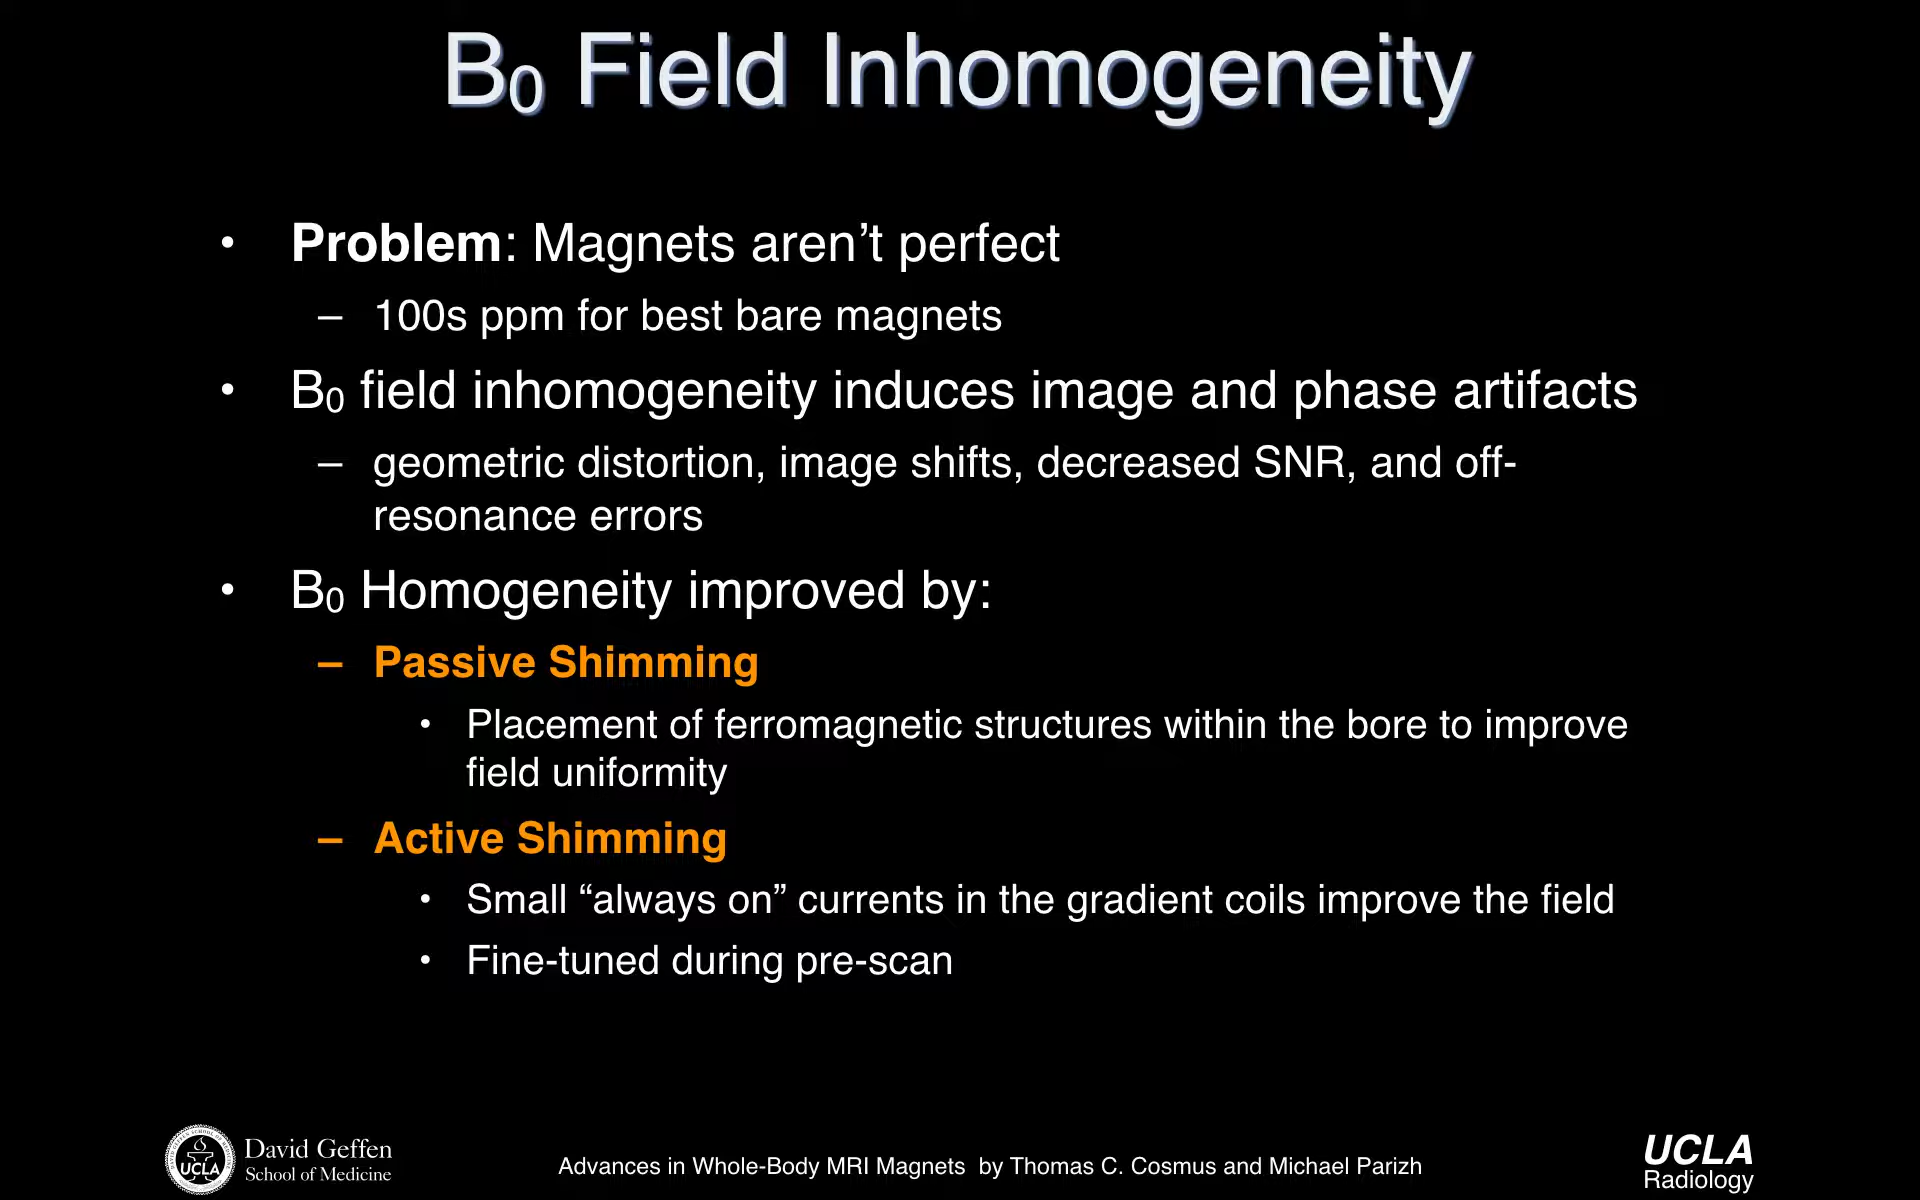 B₀ Field Inhomogeneity
• Problem: Magnets aren’t perfect
– 100s ppm for best bare magnets
• B₀ field inhomogeneity induces image and phase artifacts
– geometric distortion, image shifts, decreased SNR, and off-
resonance errors
• B₀ Homogeneity improved by:
– Passive Shimming
• Placement of ferromagnetic structures within the bore to improve
field uniformity
– Active Shimming
• Small “always on” currents in the gradient coils improve the field
• Fine-tuned during pre-scan
UCLA
David Geffen
School of Medicine
Advances in Whole-Body MRI Magnets by Thomas C. Cosmus and Michael Parizh
UCLA
Radiology